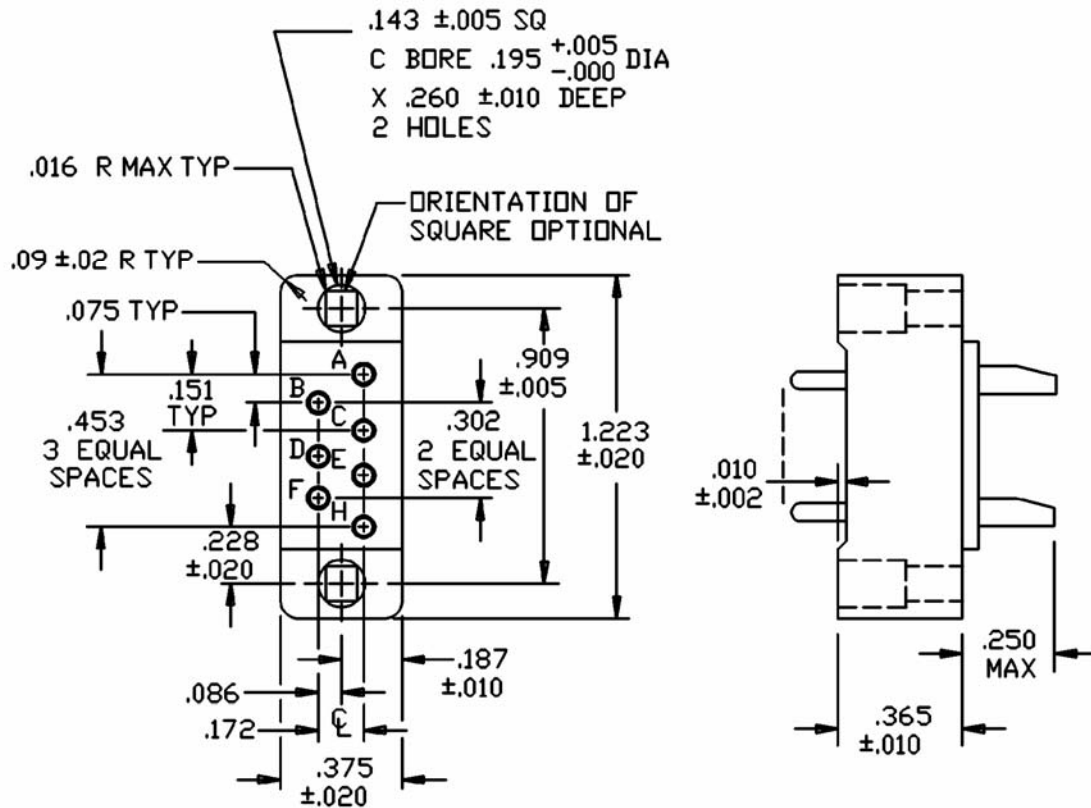 .143 ±.005 SQ
C BORE .195 +.005 -.000 DIA
X .260 ±.010 DEEP
2 HOLES
.016 R MAX TYP
ORIENTATION OF
SQUARE OPTIONAL
.09 ±.02 R TYP
.075 TYP
.151
TYP
.453
3 EQUAL
SPACES
.228
±.020
A
B
C
D
E
F
H
.909
±.005
.302
2 EQUAL
SPACES
1.223
±.020
.187
±.010
.086
℄
.172
.375
±.020
.010
±.002
.250
MAX
.365
±.010